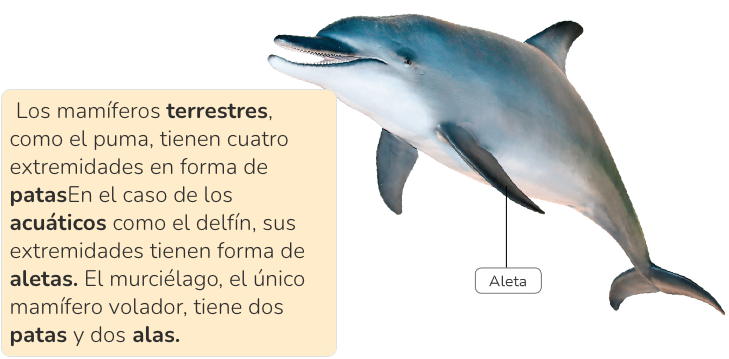 Los mamíferos terrestres,
como el puma, tienen cuatro
extremidades en forma de
patasEn el caso de los
acuáticos como el delfín, sus
extremidades tienen forma de
aletas. El murciélago, el único
mamífero volador, tiene dos
patas y dos alas.
Aleta